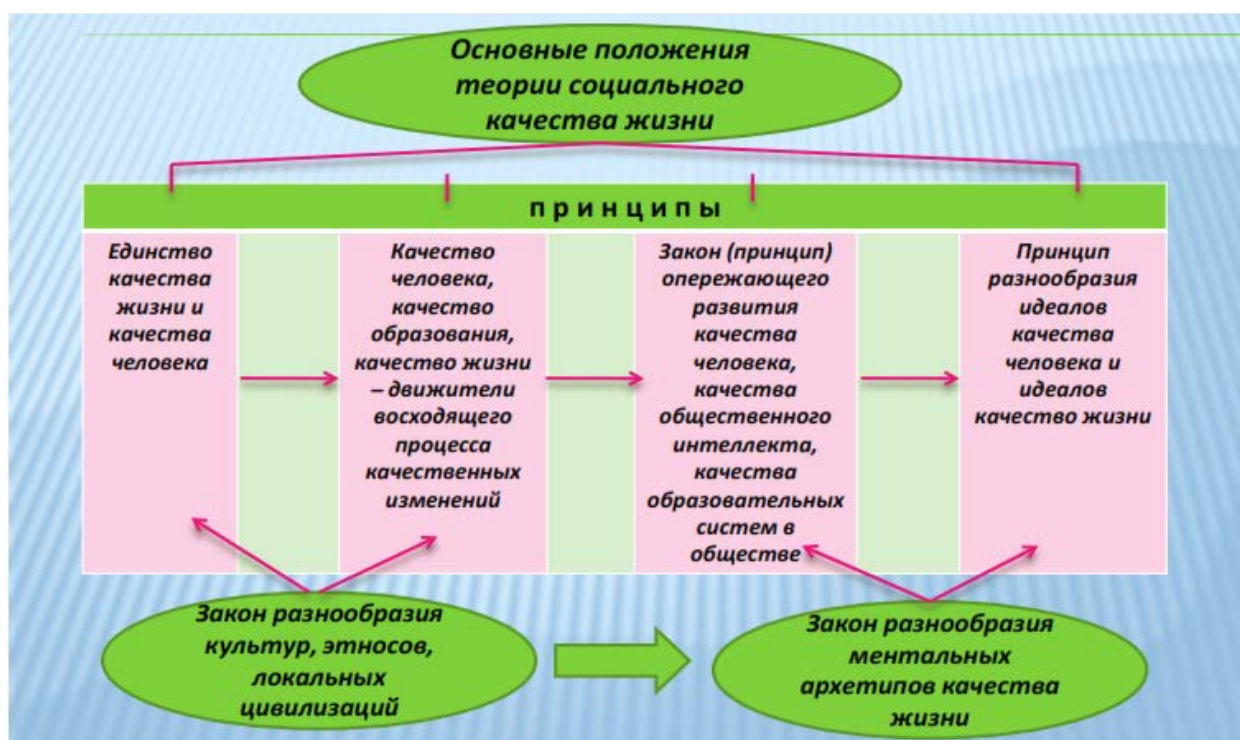 Основные положения
теории социального
качества жизни
п р и н ц и п ы
Единство
качества
жизни и
качества
человека
Качество
человека,
качество
образования,
качество жизни
– движители
восходящего
процесса
качественных
изменений
Закон (принцип)
опережающего
развития
качества
человека,
качества
общественного
интеллекта,
качества
образовательных
систем в
обществе
Принцип
разнообразия
идеалов
качества
человека и
идеалов
качество жизни
Закон разнообразия
культур, этносов,
локальных
цивилизаций
Закон разнообразия
ментальных
архетипов качества
жизни